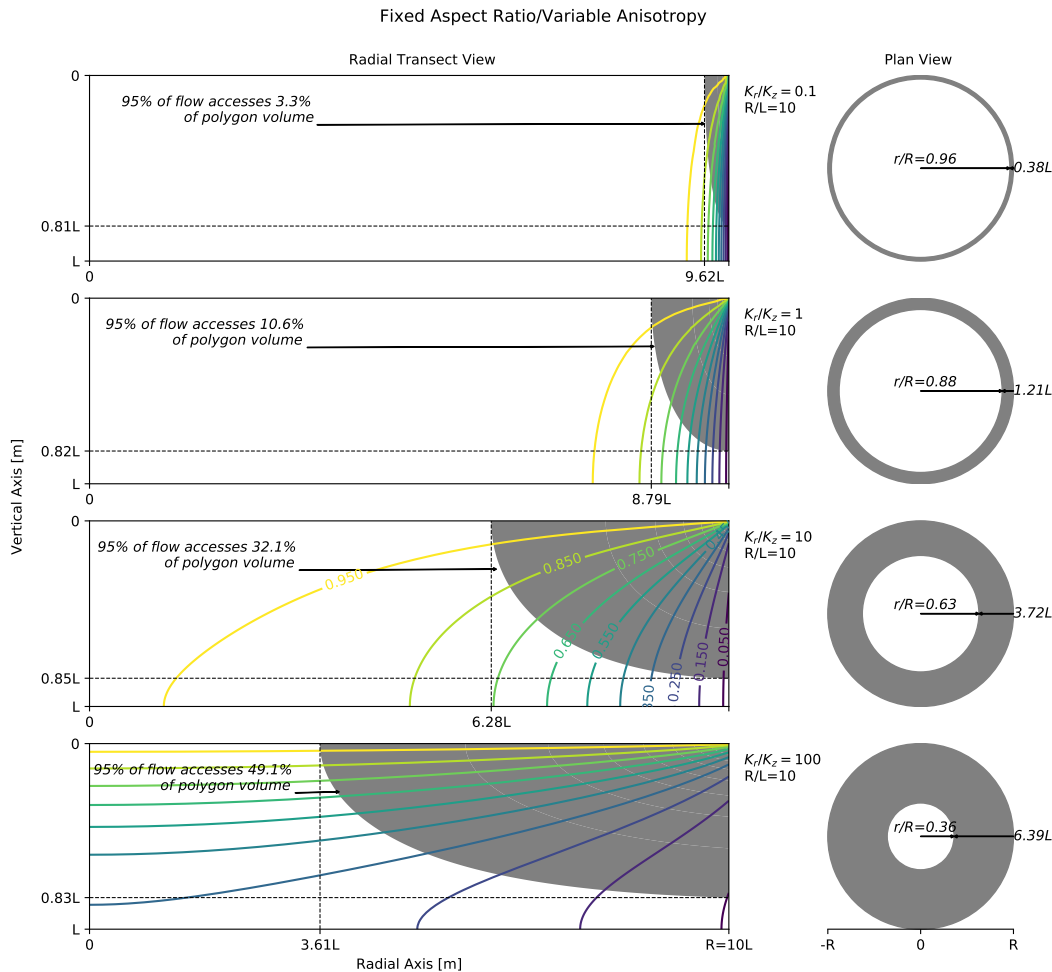 Fixed Aspect Ratio/Variable Anisotropy
Radial Transect View
Plan View
0
95% of flow accesses 3.3%
of polygon volume
0.81L
L
0
9.62L
K_r/K_z = 0.1
R/L=10
r/R=0.96
0.38L
0
95% of flow accesses 10.6%
of polygon volume
0.82L
L
0
8.79L
K_r/K_z = 1
R/L=10
r/R=0.88
1.21L
Vertical Axis [m]
0
95% of flow accesses 32.1%
of polygon volume
0.950
0.850
0.750
0.650
0.550
0.250
0.150
0.050
0.85L
L
0
6.28L
K_r/K_z = 10
R/L=10
r/R=0.63
3.72L
0
95% of flow accesses 49.1%
of polygon volume
0.83L
L
0
3.61L
R=10L
Radial Axis [m]
K_r/K_z = 100
R/L=10
r/R=0.36
6.39L
-R
0
R